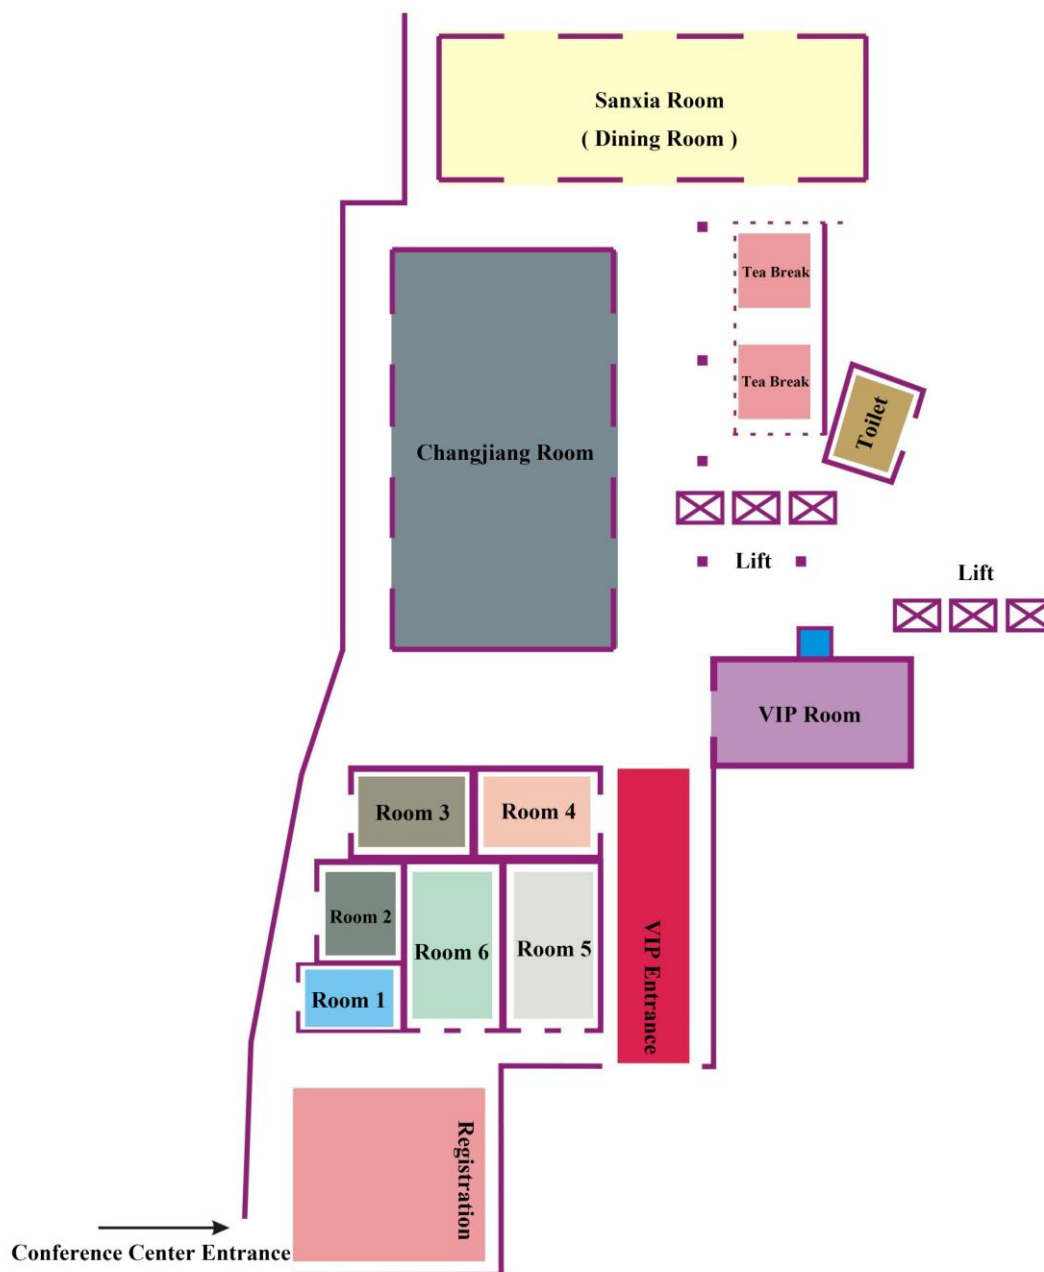 Sanxia Room
( Dining Room )
Tea Break
Tea Break
Toilet
Changjiang Room
Lift
Lift
VIP Room
Room 3
Room 4
Room 2
Room 6
Room 5
Room 1
VIP Entrance
Registration
Conference Center Entrance